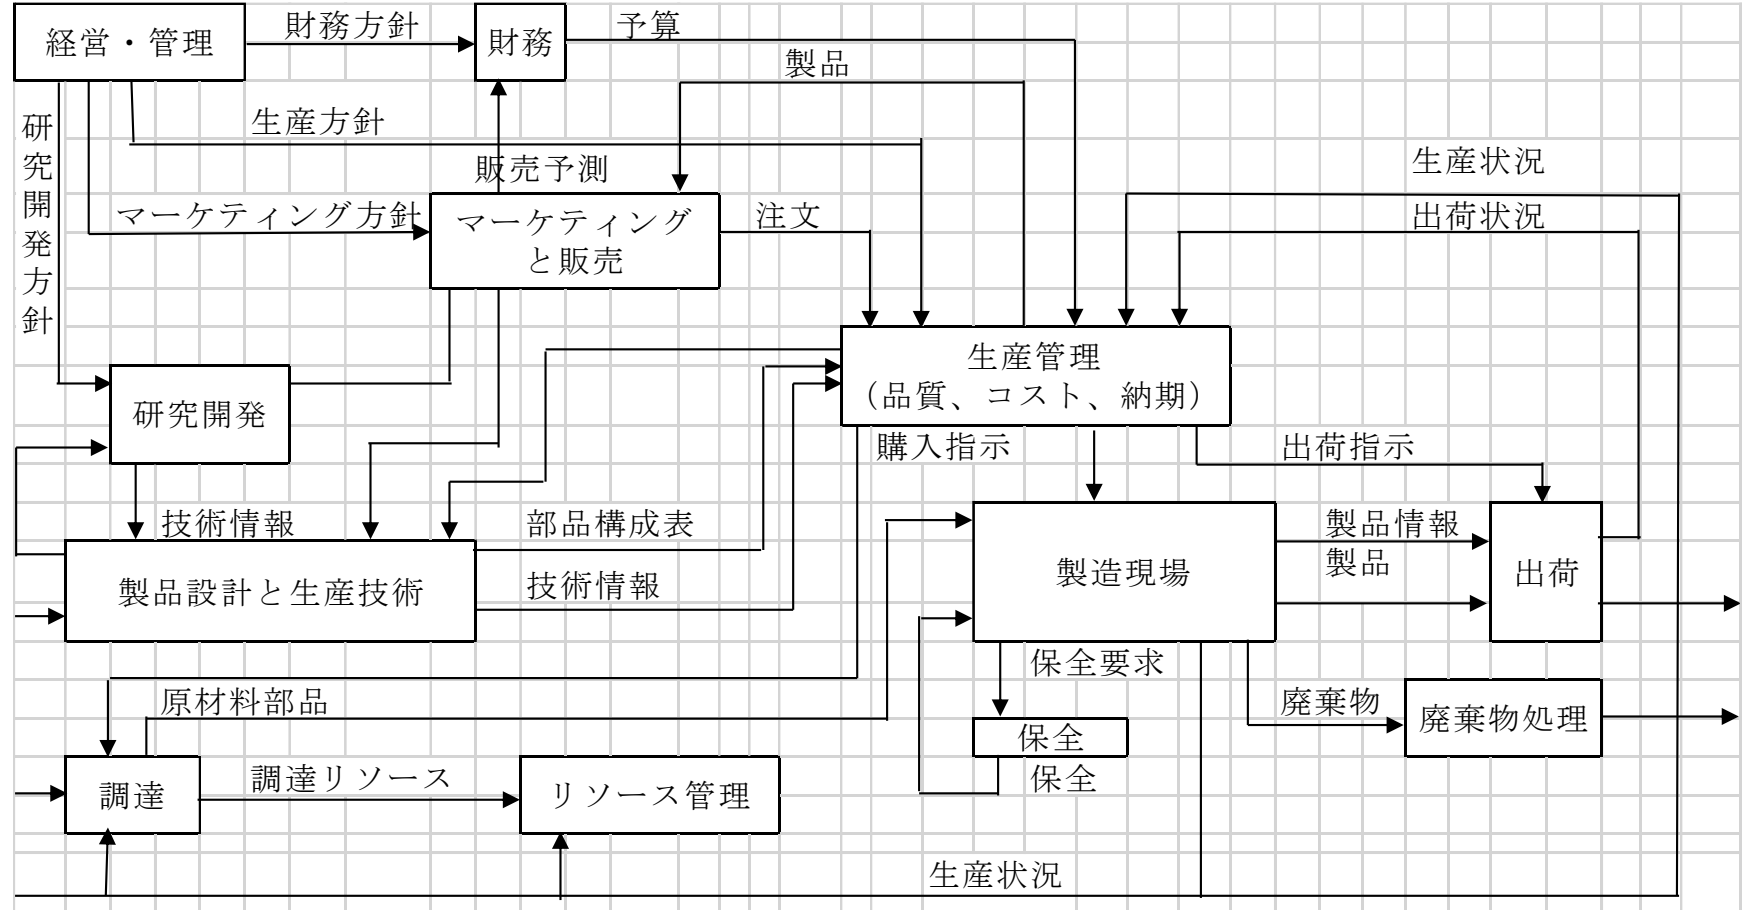 経営・管理
財務方針
財務
予算
製品
研究開発方針
生産方針
販売予測
生産状況
マーケティング方針
マーケティング
と販売
注文
出荷状況
生産管理
（品質、コスト、納期）
研究開発
購入指示
出荷指示
技術情報
部品構成表
製品情報
製品設計と生産技術
技術情報
製造現場
製品
出荷
保全要求
原材料部品
廃棄物
廃棄物処理
保全
調達
調達リソース
リソース管理
保全
生産状況